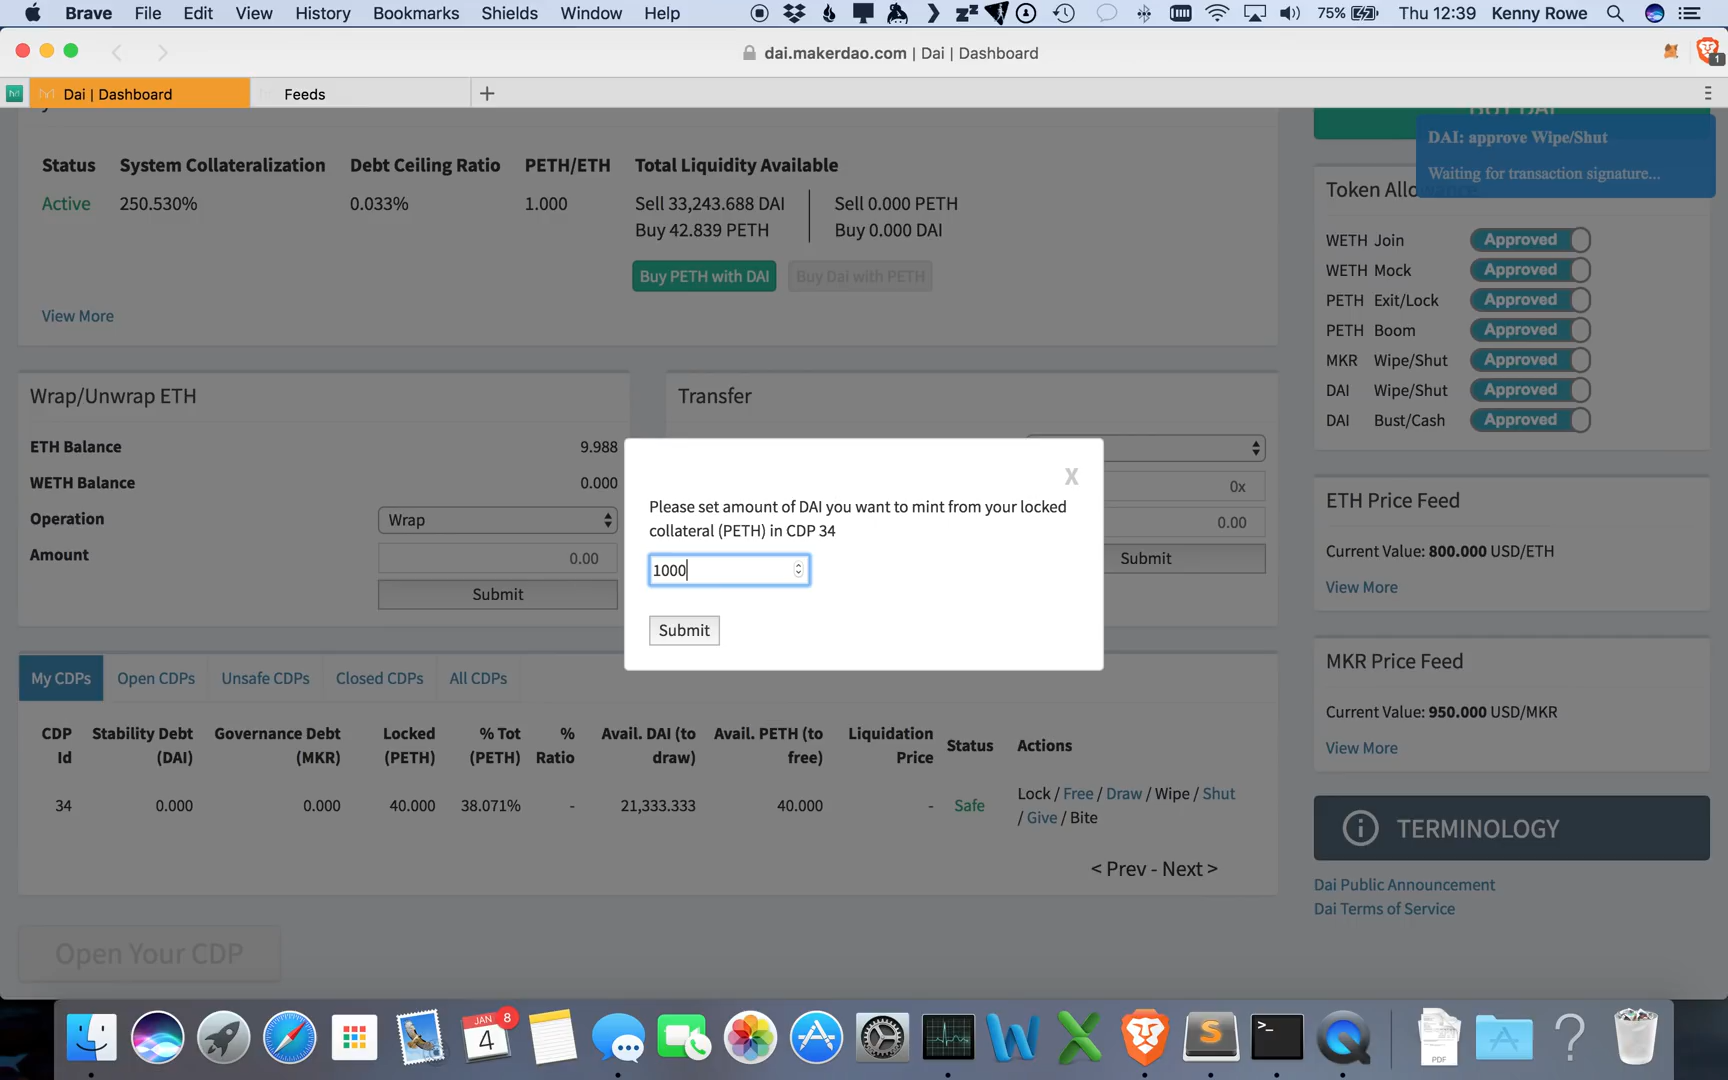 Brave File Edit View History Bookmarks Shields Window Help 75% Thu 12:39 Kenny Rowe
dai.makerdao.com | Dai | Dashboard
1
Dai | Dashboard Feeds +
BUY DAI
DAI: approve Wipe/Shut
Waiting for transaction signature...
Status System Collateralization Debt Ceiling Ratio PETH/ETH Total Liquidity Available
Active 250.530% 0.033% 1.000 Sell 33,243.688 DAI Sell 0.000 PETH
Buy 42.839 PETH Buy 0.000 DAI
Buy PETH with DAI Buy Dai with PETH
View More
Token Allowance
WETH Join Approved
WETH Mock Approved
PETH Exit/Lock Approved
PETH Boom Approved
MKR Wipe/Shut Approved
DAI Wipe/Shut Approved
DAI Bust/Cash Approved
Wrap/Unwrap ETH
ETH Balance 9.988
WETH Balance 0.000
Operation Wrap
Amount 0.00
Submit
Transfer
0x
0.00
Submit
X
Please set amount of DAI you want to mint from your locked
collateral (PETH) in CDP 34
1000
Submit
ETH Price Feed
Current Value: 800.000 USD/ETH
View More
MKR Price Feed
Current Value: 950.000 USD/MKR
View More
My CDPs Open CDPs Unsafe CDPs Closed CDPs All CDPs
CDP Stability Debt Governance Debt Locked % Tot % Avail. DAI (to Avail. PETH (to Liquidation Status Actions
Id (DAI) (MKR) (PETH) (PETH) Ratio draw) free) Price
34 0.000 0.000 40.000 38.071% - 21,333.333 40.000 - Safe Lock / Free / Draw / Wipe / Shut
/ Give / Bite
< Prev - Next >
TERMINOLOGY
Dai Public Announcement
Dai Terms of Service
Open Your CDP
JAN 8
4
PDF